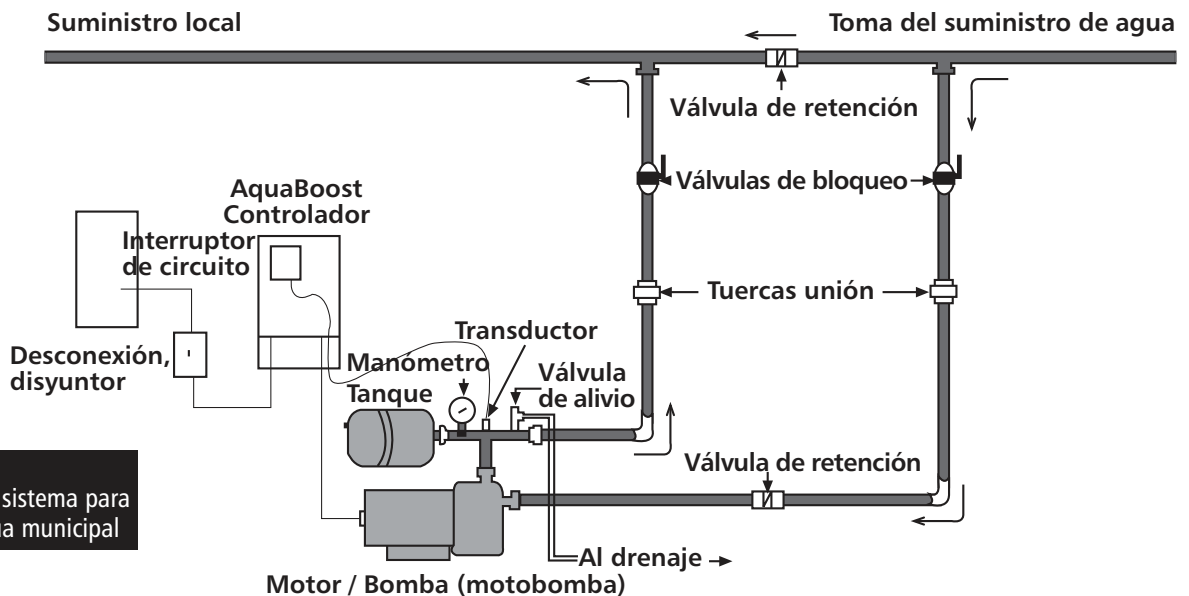 Suministro local
Toma del suministro de agua
Válvula de retención
Válvulas de bloqueo
AquaBoost
Controlador
Interruptor
de circuito
Tuercas unión
Transductor
Desconexión,
disyuntor
Manómetro
Válvula
de alivio
Tanque
Válvula de retención
sistema para
municipal
Al drenaje
Motor / Bomba (motobomba)